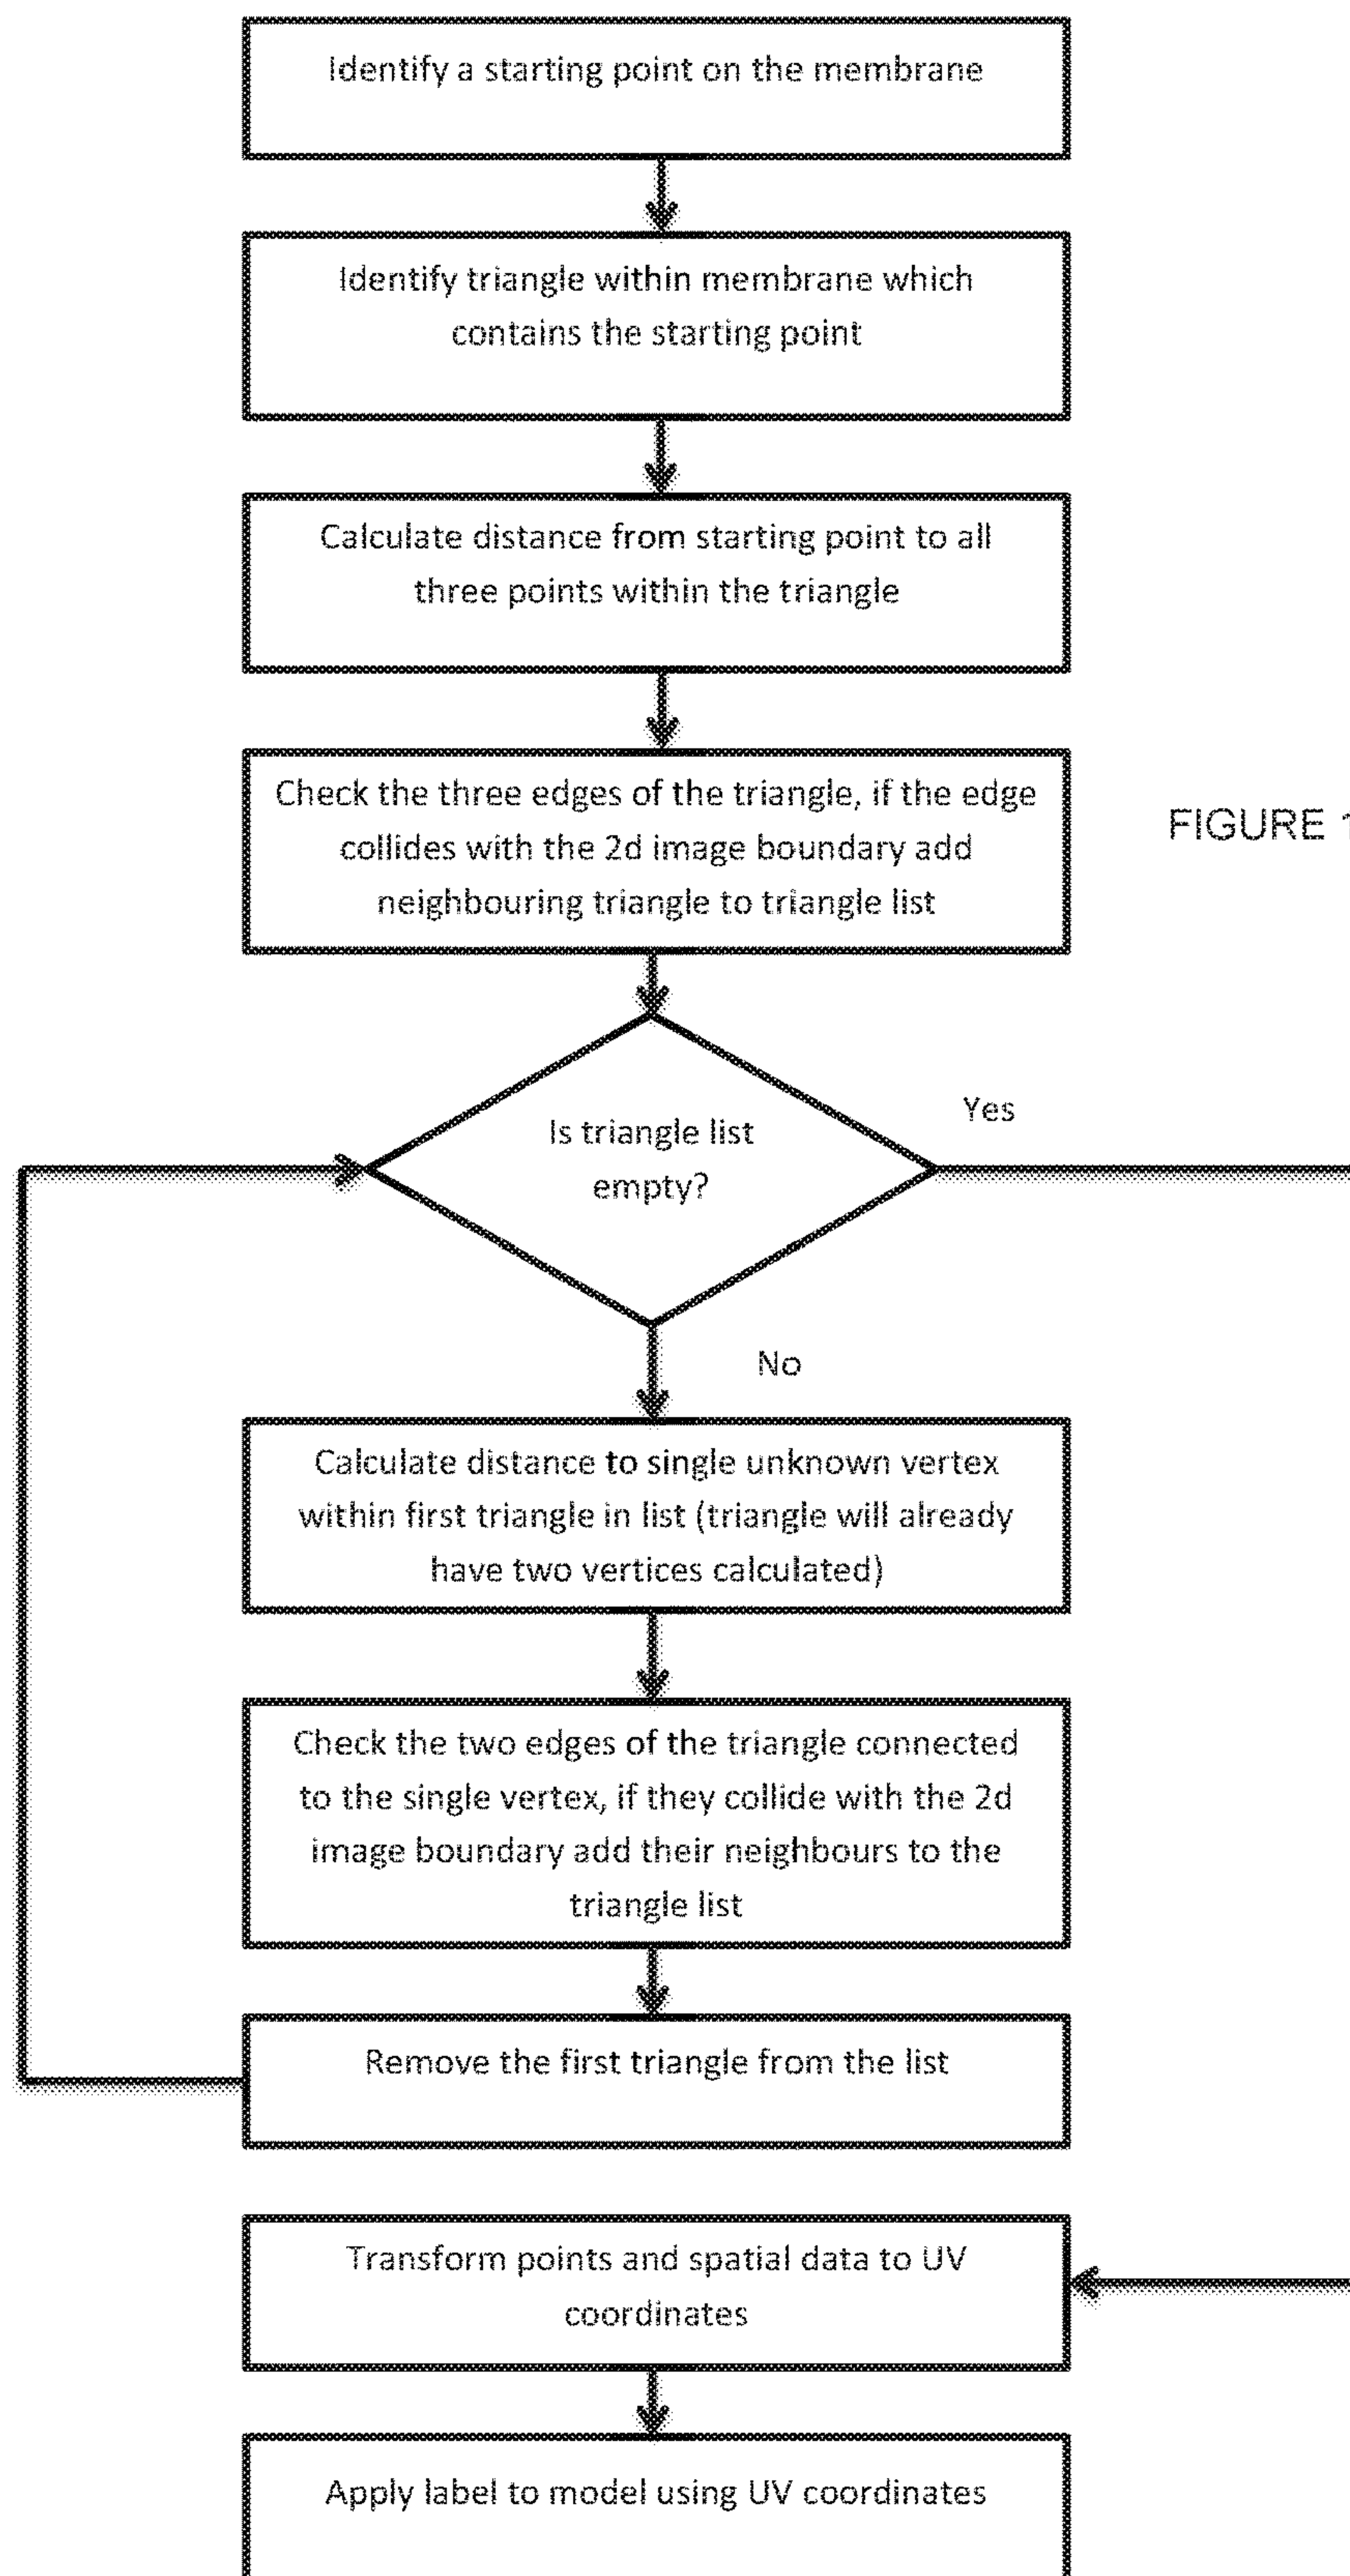 Identify a starting point on the membrane
Identify triangle within membrane which
contains the starting point
Calculate distance from starting point to all
three points within the triangle
Check the three edges of the triangle, if the edge
collides with the 2d image boundary add
neighbouring triangle to triangle list
FIGURE 1
Is triangle list
empty?
Yes
No
Calculate distance to single unknown vertex
within first triangle in list (triangle will already
have two vertices calculated)
Check the two edges of the triangle connected
to the single vertex, if they collide with the 2d
image boundary add their neighbours to the
triangle list
Remove the first triangle from the list
Transform points and spatial data to UV
coordinates
Apply label to model using UV coordinates